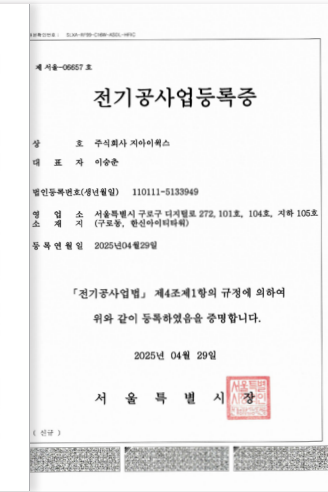 제 서울-06657 호
전기공사업등록증
상 호 주식회사 지아이웍스
대 표 자 이승춘
법인등록번호(생년월일) 110111-5133949
영 업 소 서울특별시 구로구 디지털로 272, 101호, 104호, 지하 105호
소 재 지 (구로동, 한신아이티타워)
등록연월일 2025년04월29일
「전기공사업법」 제4조제1항의 규정에 의하여
위와 같이 등록하였음을 증명합니다.
2025년 04월 29일
서 울 특 별 시 장
( 신규 )